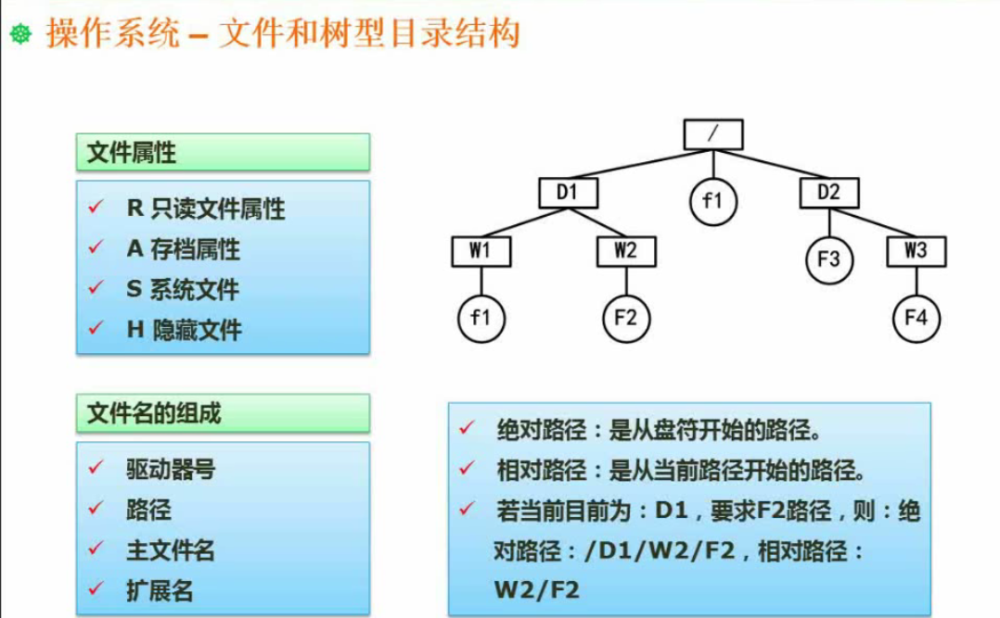 操作系统 – 文件和树型目录结构
文件属性
R 只读文件属性
A 存档属性
S 系统文件
H 隐藏文件
文件名的组成
驱动器号
路径
主文件名
扩展名
/
D1
f1
D2
W1
W2
F3
W3
f1
F2
F4
绝对路径：是从盘符开始的路径。
相对路径：是从当前路径开始的路径。
若当前目前为：D1，要求F2路径，则：绝
对路径：/D1/W2/F2，相对路径：
W2/F2